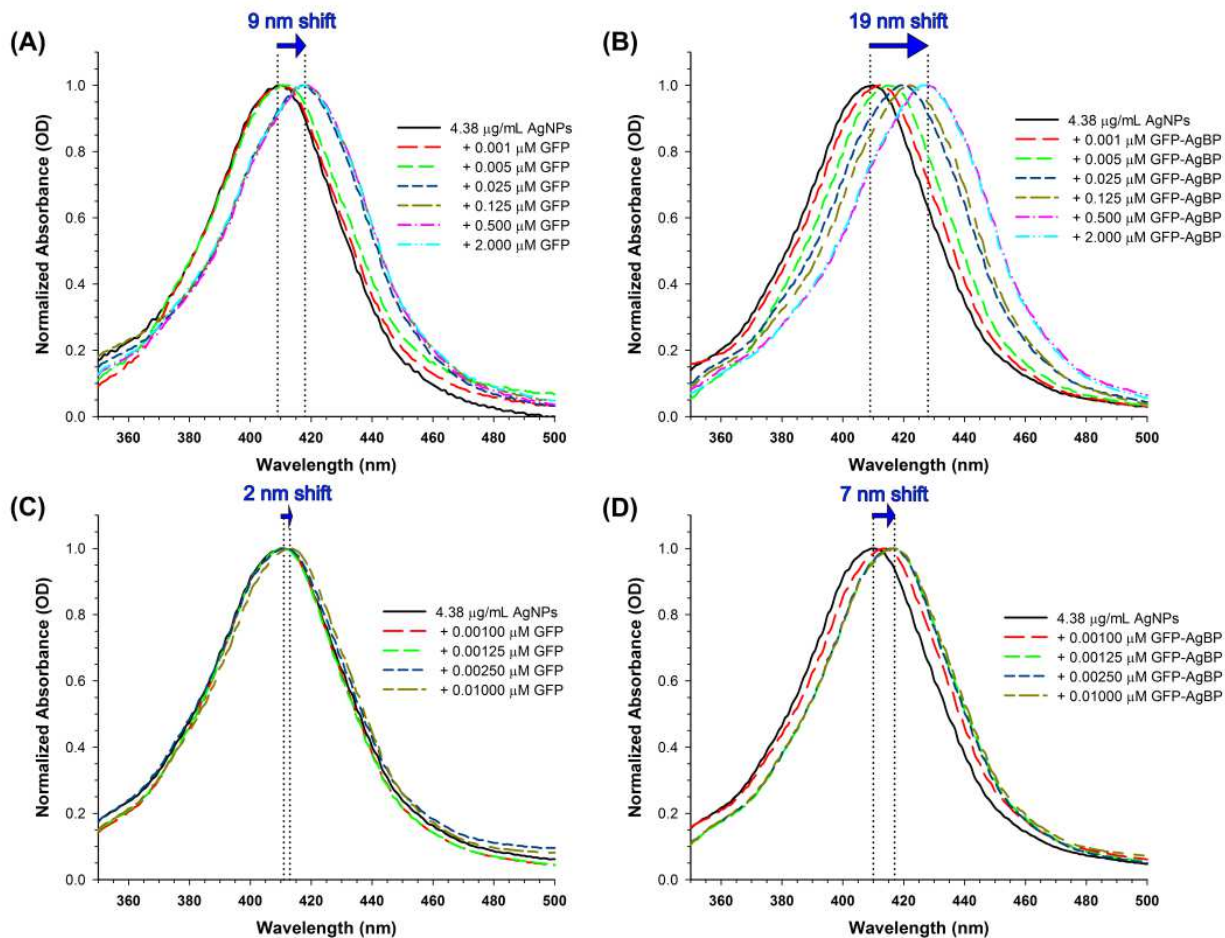 (A)
9 nm shift
Normalized Absorbance (OD)
1.0
0.8
0.6
0.4
0.2
0.0
4.38 μg/mL AgNPs
+ 0.001 μM GFP
+ 0.005 μM GFP
+ 0.025 μM GFP
+ 0.125 μM GFP
+ 0.500 μM GFP
+ 2.000 μM GFP
360 380 400 420 440 460 480 500
Wavelength (nm)
(B)
19 nm shift
Normalized Absorbance (OD)
1.0
0.8
0.6
0.4
0.2
0.0
4.38 μg/mL AgNPs
+ 0.001 μM GFP-AgBP
+ 0.005 μM GFP-AgBP
+ 0.025 μM GFP-AgBP
+ 0.125 μM GFP-AgBP
+ 0.500 μM GFP-AgBP
+ 2.000 μM GFP-AgBP
360 380 400 420 440 460 480 500
Wavelength (nm)
(C)
2 nm shift
Normalized Absorbance (OD)
1.0
0.8
0.6
0.4
0.2
0.0
4.38 μg/mL AgNPs
+ 0.00100 μM GFP
+ 0.00125 μM GFP
+ 0.00250 μM GFP
+ 0.01000 μM GFP
360 380 400 420 440 460 480 500
Wavelength (nm)
(D)
7 nm shift
Normalized Absorbance (OD)
1.0
0.8
0.6
0.4
0.2
0.0
4.38 μg/mL AgNPs
+ 0.00100 μM GFP-AgBP
+ 0.00125 μM GFP-AgBP
+ 0.00250 μM GFP-AgBP
+ 0.01000 μM GFP-AgBP
360 380 400 420 440 460 480 500
Wavelength (nm)